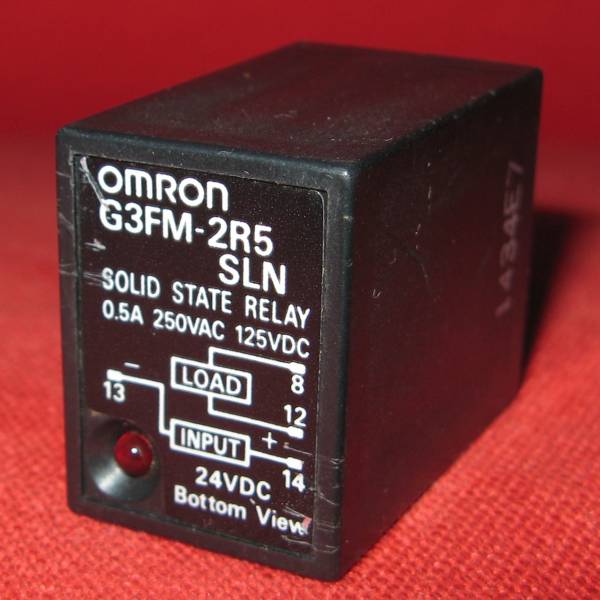 omron
G3FM-2R5
SLN
SOLID STATE RELAY
0.5A 250VAC 125VDC
LOAD
8
−
13
12
INPUT
+
14
24VDC
Bottom View
1434E7